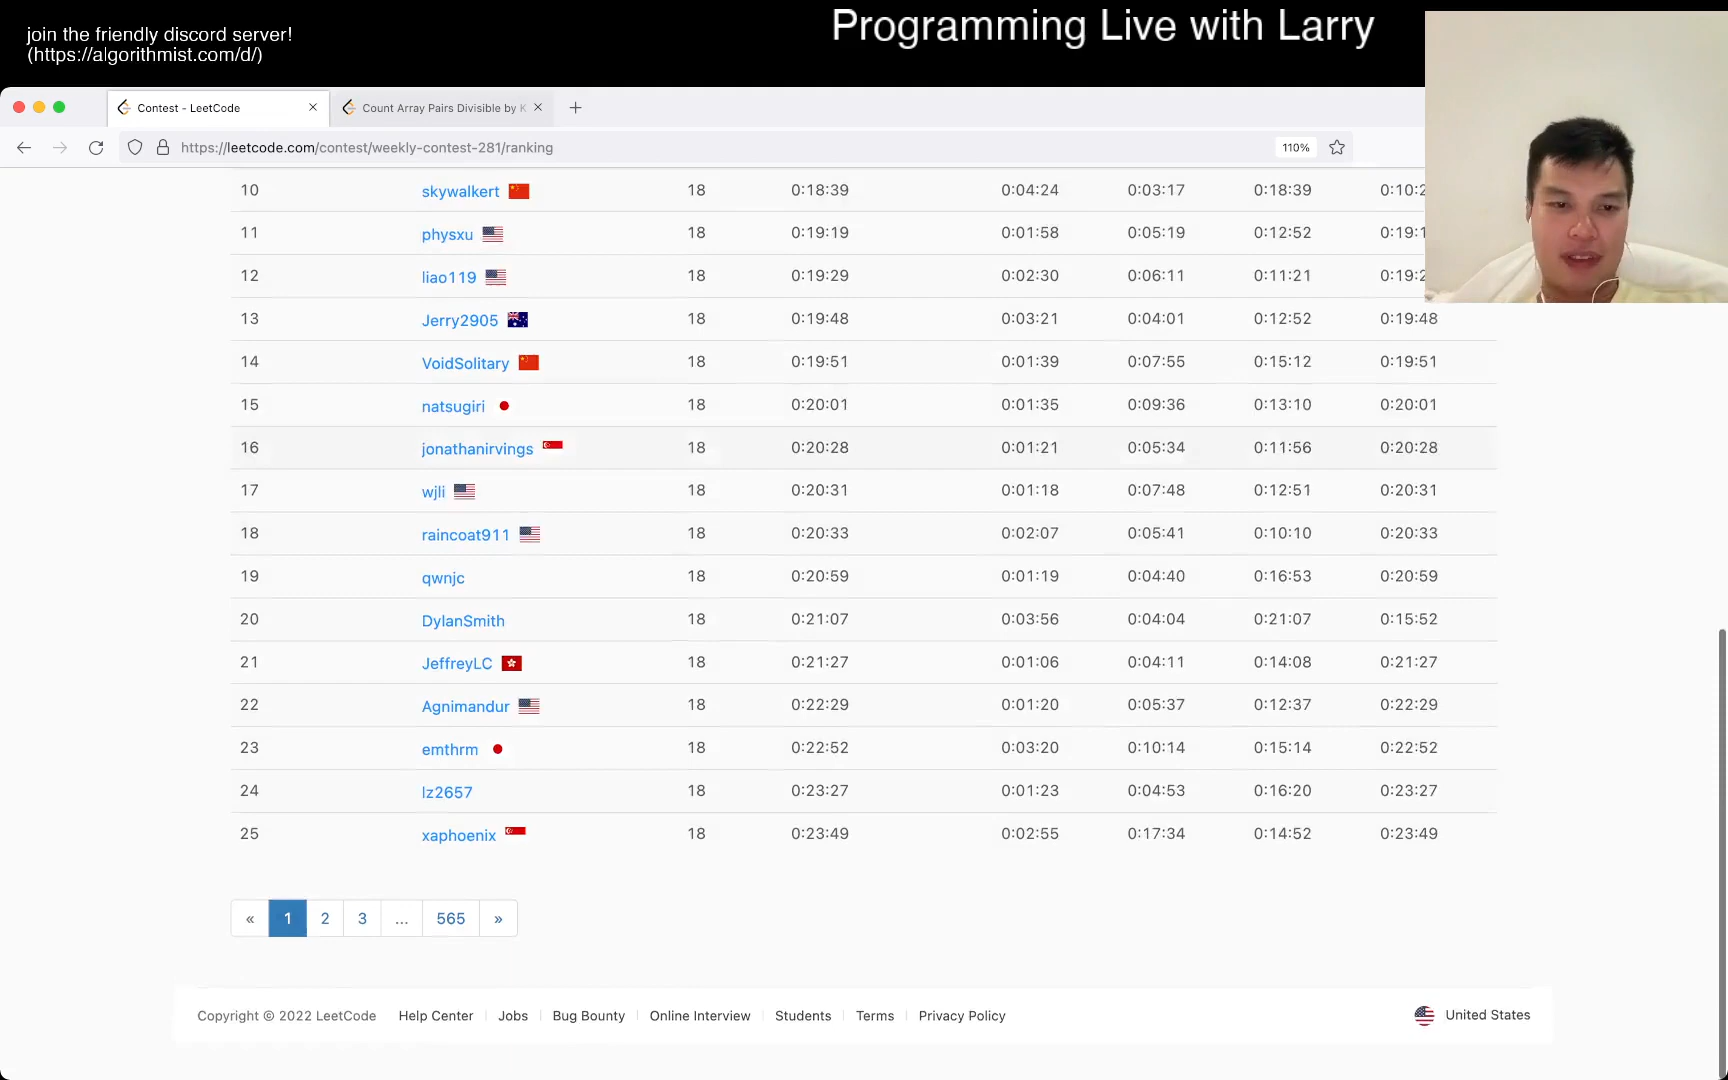 join the friendly discord server!
(https://algorithmist.com/d/)
Programming Live with Larry
Contest - LeetCode
Count Array Pairs Divisible by K
https://leetcode.com/contest/weekly-contest-281/ranking
110%
10 skywalkert 18 0:18:39 0:04:24 0:03:17 0:18:39 0:10:2
11 physxu 18 0:19:19 0:01:58 0:05:19 0:12:52 0:19:1
12 liao119 18 0:19:29 0:02:30 0:06:11 0:11:21 0:19:2
13 Jerry2905 18 0:19:48 0:03:21 0:04:01 0:12:52 0:19:48
14 VoidSolitary 18 0:19:51 0:01:39 0:07:55 0:15:12 0:19:51
15 natsugiri 18 0:20:01 0:01:35 0:09:36 0:13:10 0:20:01
16 jonathanirvings 18 0:20:28 0:01:21 0:05:34 0:11:56 0:20:28
17 wjli 18 0:20:31 0:01:18 0:07:48 0:12:51 0:20:31
18 raincoat911 18 0:20:33 0:02:07 0:05:41 0:10:10 0:20:33
19 qwnjc 18 0:20:59 0:01:19 0:04:40 0:16:53 0:20:59
20 DylanSmith 18 0:21:07 0:03:56 0:04:04 0:21:07 0:15:52
21 JeffreyLC 18 0:21:27 0:01:06 0:04:11 0:14:08 0:21:27
22 Agnimandur 18 0:22:29 0:01:20 0:05:37 0:12:37 0:22:29
23 emthrm 18 0:22:52 0:03:20 0:10:14 0:15:14 0:22:52
24 lz2657 18 0:23:27 0:01:23 0:04:53 0:16:20 0:23:27
25 xaphoenix 18 0:23:49 0:02:55 0:17:34 0:14:52 0:23:49
« 1 2 3 ... 565 »
Copyright © 2022 LeetCode Help Center Jobs Bug Bounty Online Interview Students Terms Privacy Policy United States